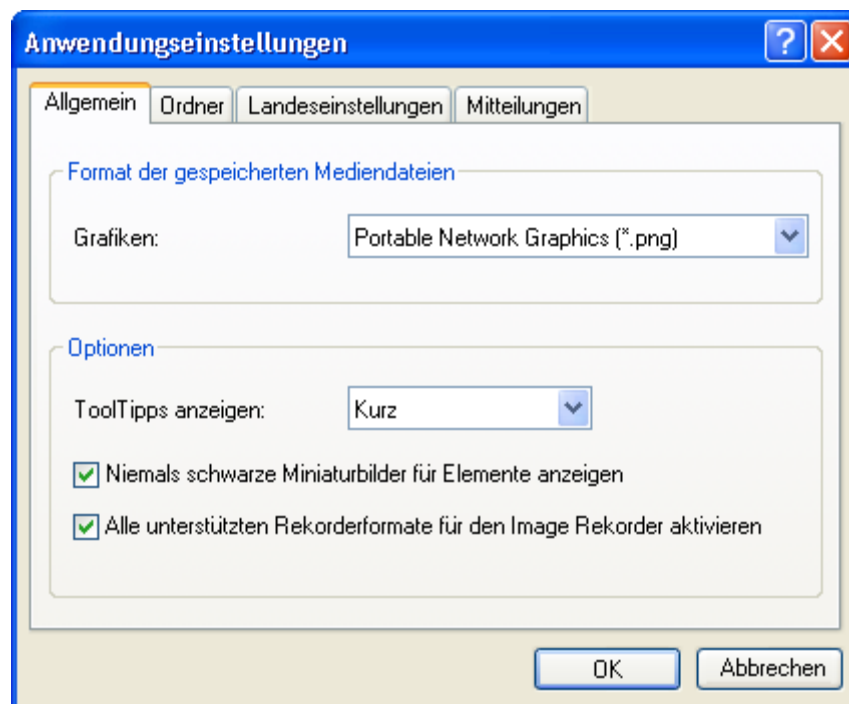 Anwendungseinstellungen
Allgemein Ordner Landeseinstellungen Mitteilungen
Format der gespeicherten Mediendateien
Grafiken: Portable Network Graphics (*.png)
Optionen
ToolTipps anzeigen: Kurz
Niemals schwarze Miniaturbilder für Elemente anzeigen
Alle unterstützten Rekorderformate für den Image Rekorder aktivieren
OK Abbrechen